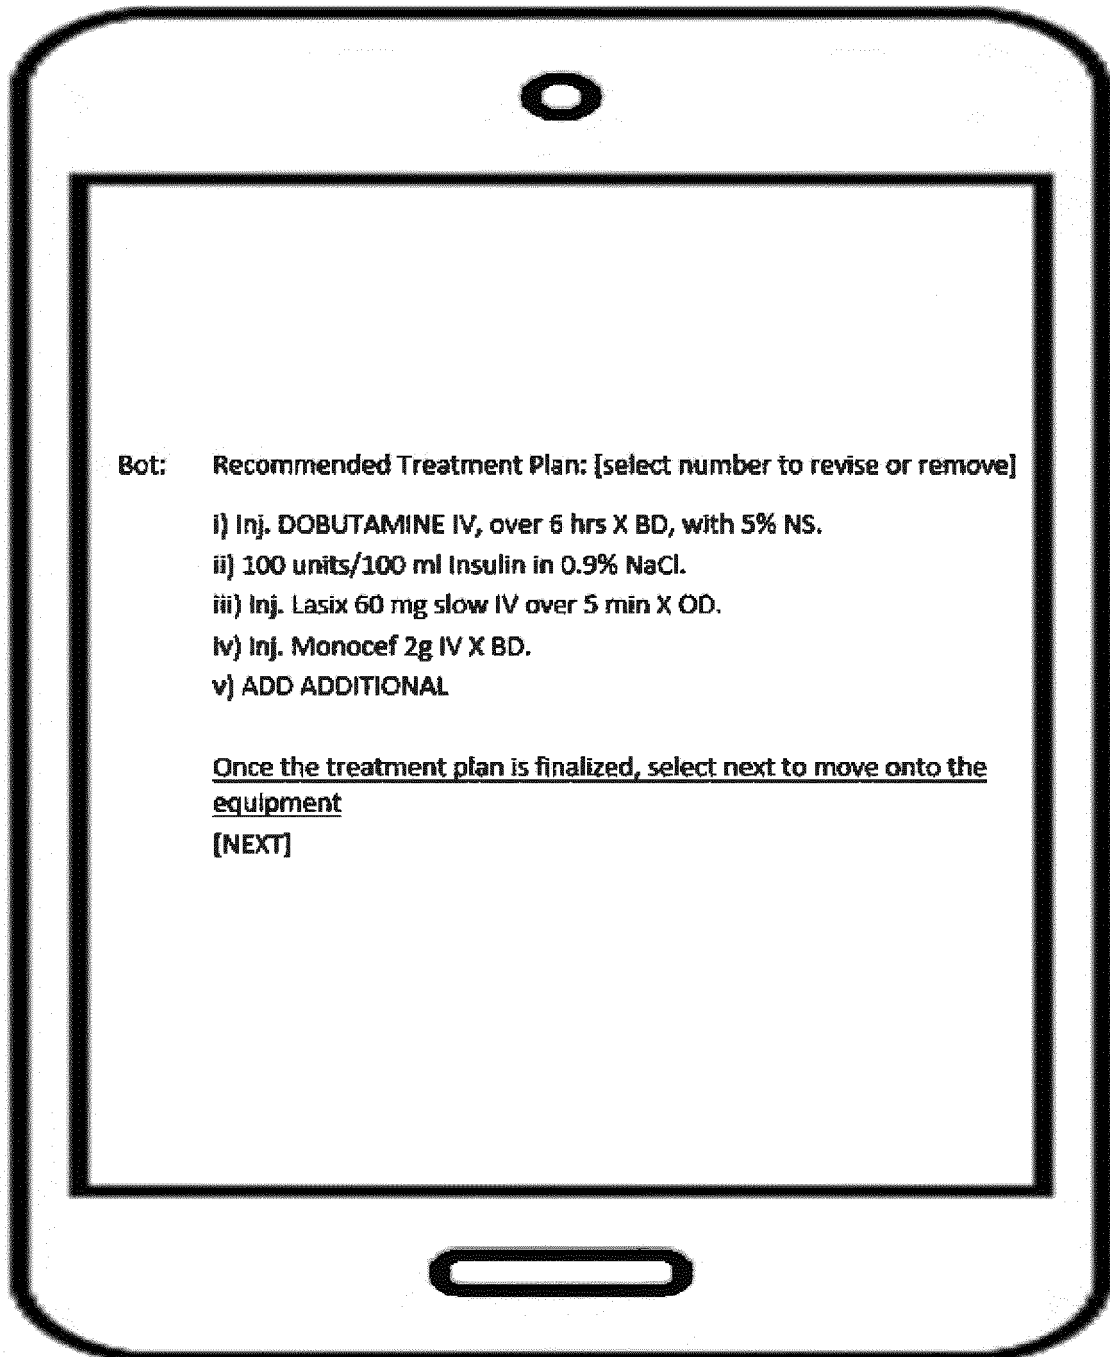 Bot: Recommended Treatment Plan: [select number to revise or remove]
i) Inj. DOBUTAMINE IV, over 6 hrs X BD, with 5% NS.
ii) 100 units/100 ml Insulin in 0.9% NaCl.
iii) Inj. Lasix 60 mg slow IV over 5 min X OD.
iv) Inj. Monocef 2g IV X BD.
v) ADD ADDITIONAL
Once the treatment plan is finalized, select next to move onto the
equipment
[NEXT]